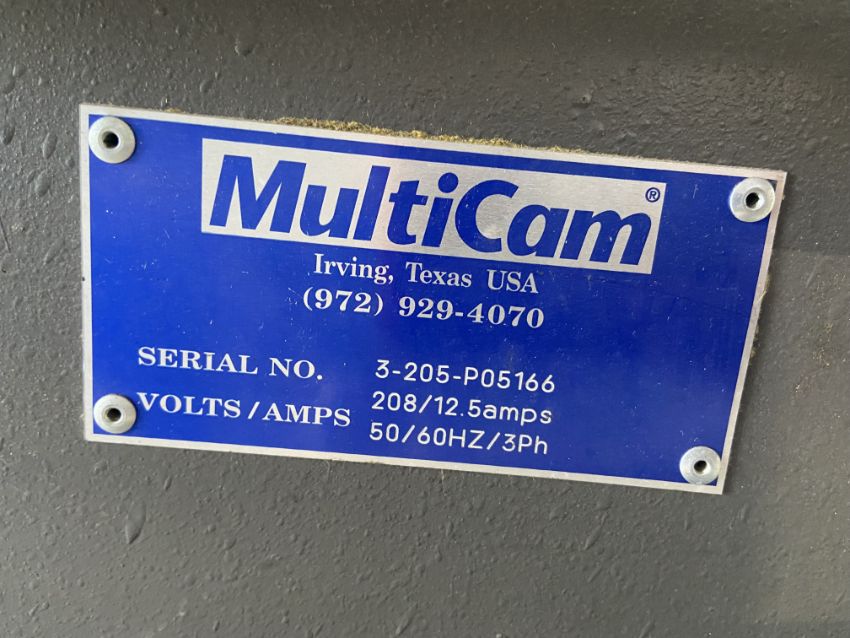 MultiCam®
Irving, Texas USA
(972) 929-4070
SERIAL NO. 3-205-P05166
VOLTS/AMPS 208/12.5amps
50/60HZ/3Ph